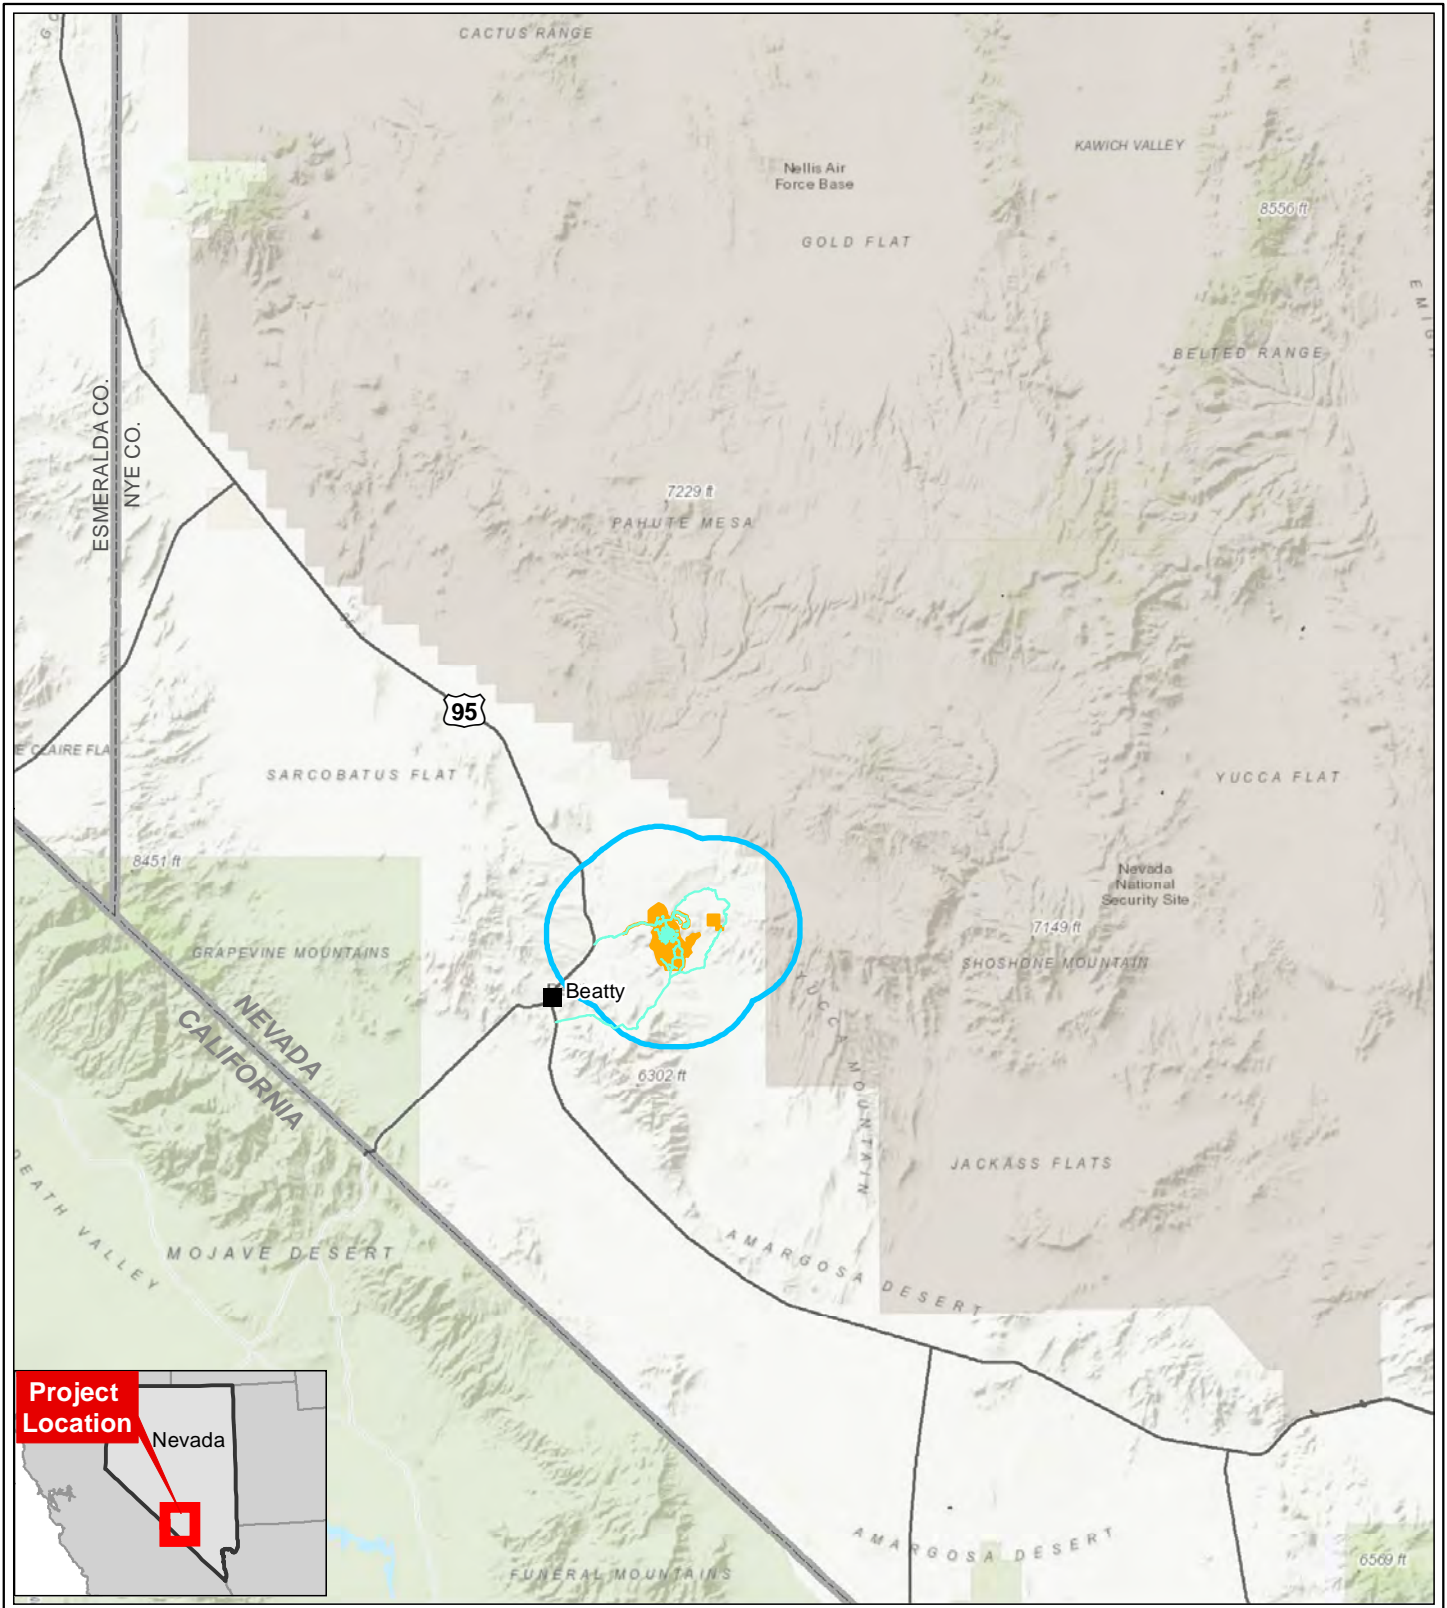 CACTUS RANGE
KAWICH VALLEY
Nellis Air
Force Base
8556 ft
GOLD FLAT
BELTED RANGE
ESMERALDA CO.
NYE CO.
7229 ft
PAHUTE MESA
95
SARCOBATUS FLAT
YUCCA FLAT
8451 ft
Nevada
National
Security Site
7149 ft
GRAPEVINE MOUNTAINS
SHOSHONE MOUNTAIN
Beatty
YUCCA MOUNTAIN
NEVADA
CALIFORNIA
6302 ft
JACKASS FLATS
DEATH VALLEY
MOJAVE DESERT
AMARGOSA DESERT
Project
Location
Nevada
AMARGOSA DESERT
6569 ft
FUNERAL MOUNTAINS